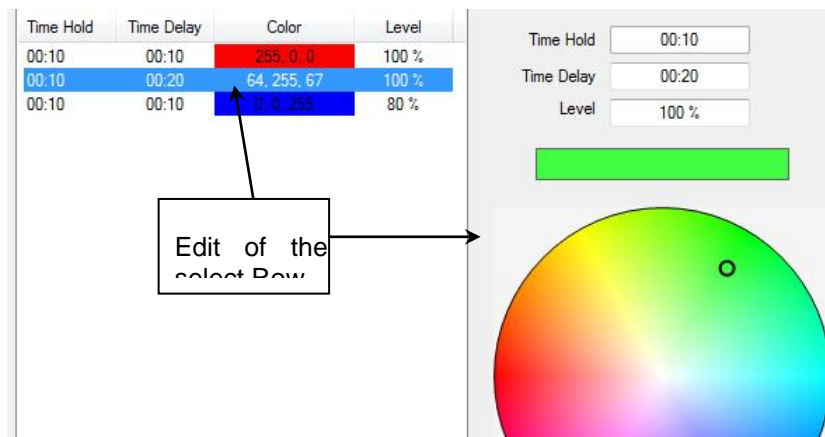 Time Hold Time Delay Color Level
00:10 00:10 255, 0, 0 100 %
00:10 00:20 64, 255, 67 100 %
00:10 00:10 0, 0, 255 80 %
Time Hold 00:10
Time Delay 00:20
Level 100 %
Edit of the
select Row